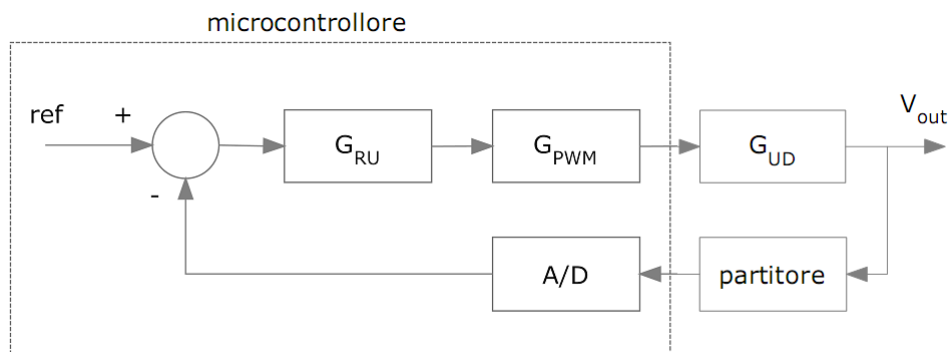 microcontrollore
ref
+
-
G_RU
G_PWM
G_UD
V_out
A/D
partitore